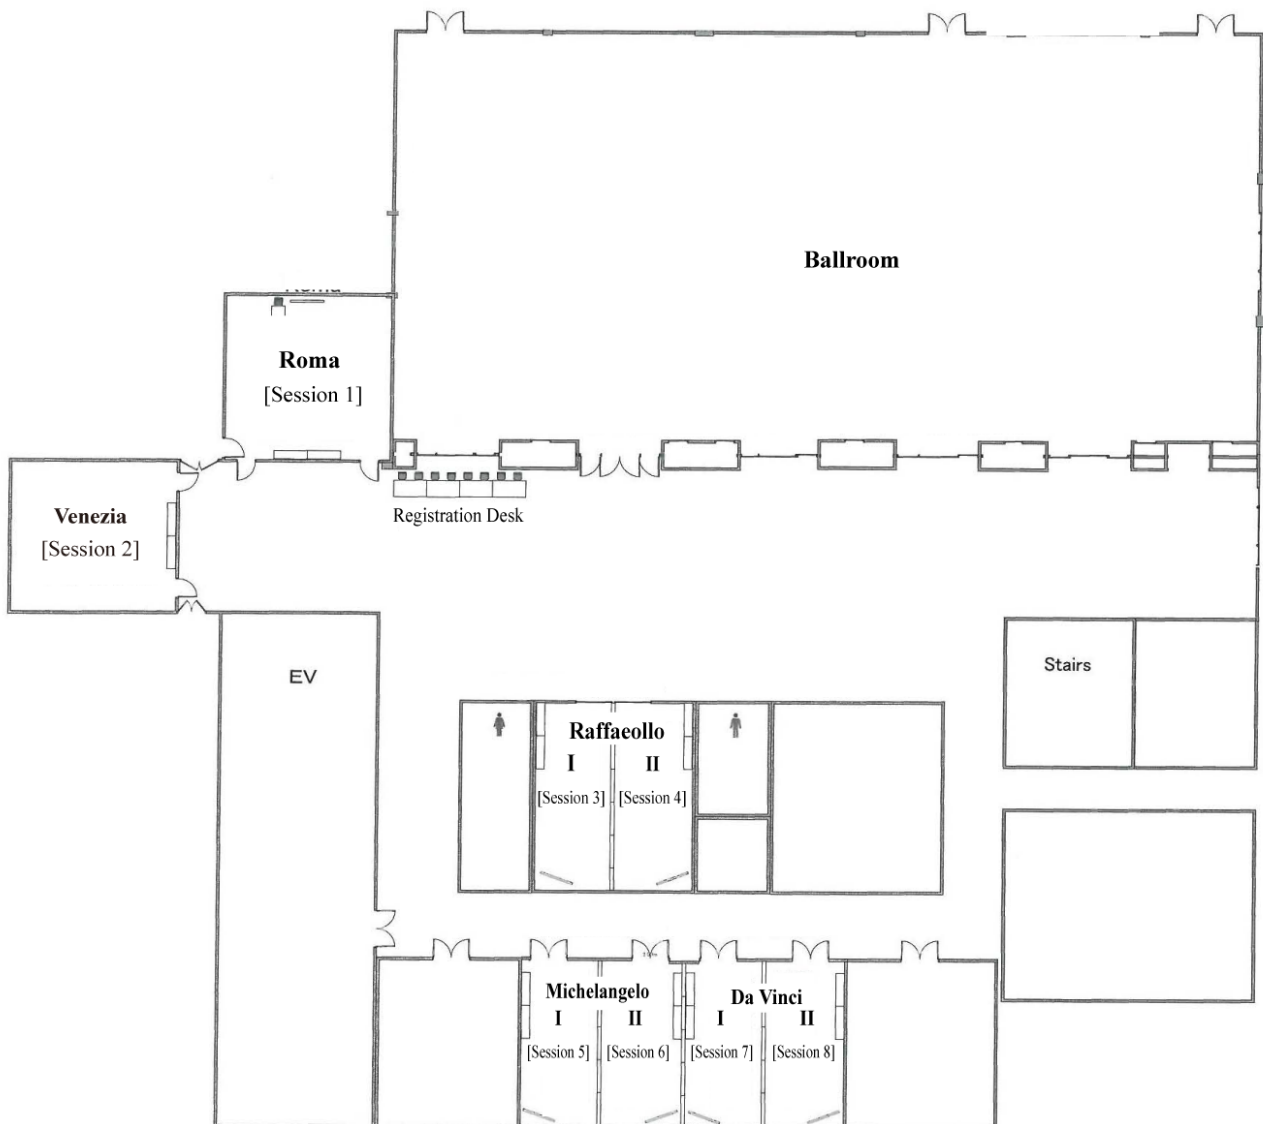 Ballroom
Roma
[Session 1]
Venezia
[Session 2]
Registration Desk
EV
Stairs
Raffaeollo
I II
[Session 3] [Session 4]
Michelangelo Da Vinci
I II I II
[Session 5] [Session 6] [Session 7] [Session 8]